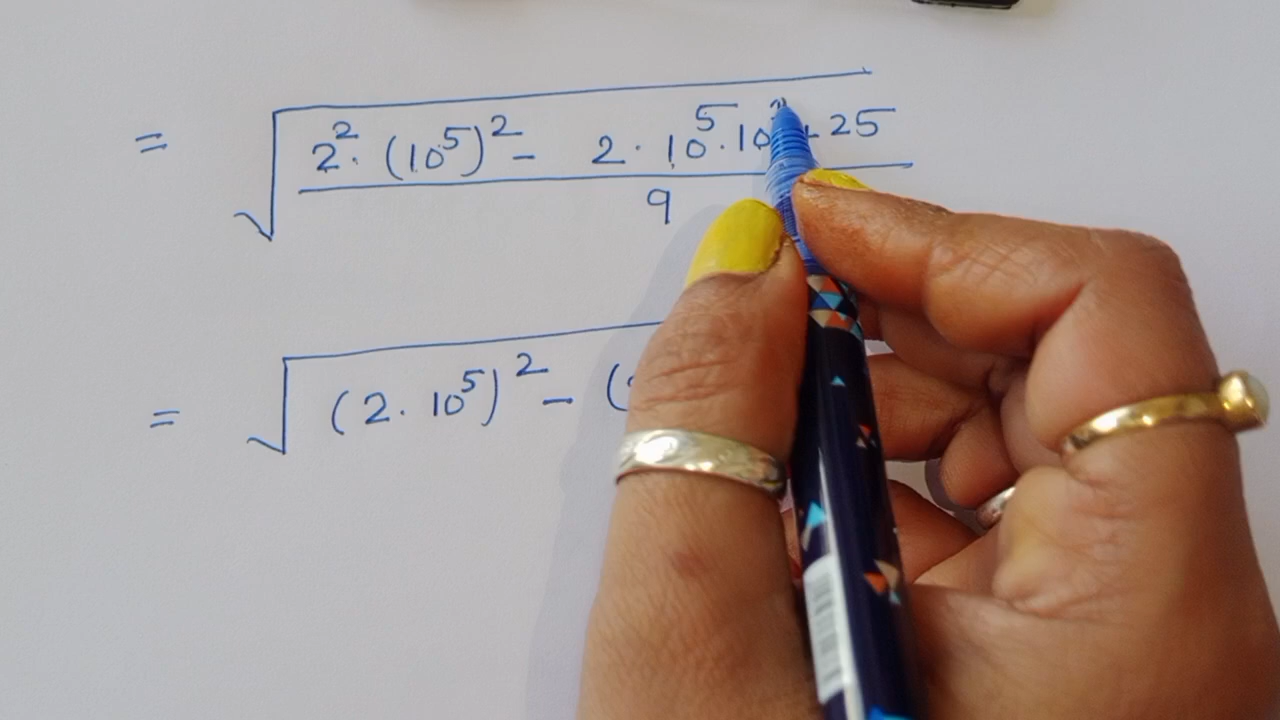 = √ 2². (10⁵)² - 2. 10⁵. 10 + 25
9
= √ (2. 10⁵)² - (